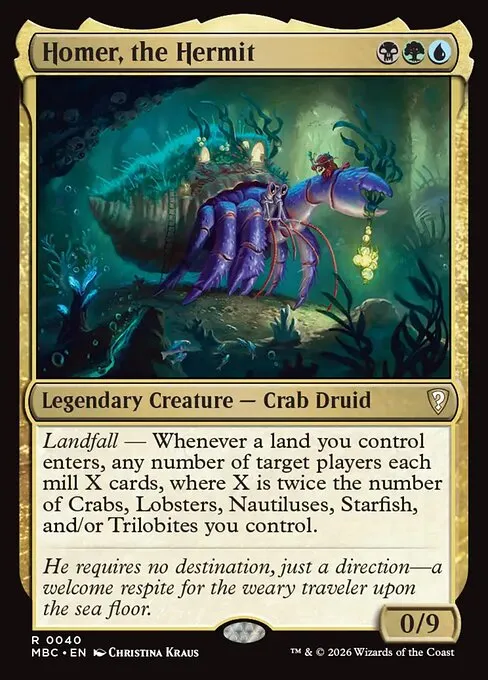 Homer, the Hermit
Legendary Creature — Crab Druid
Landfall — Whenever a land you control
enters, any number of target players each
mill X cards, where X is twice the number
of Crabs, Lobsters, Nautiluses, Starfish,
and/or Trilobites you control.
He requires no destination, just a direction—a
welcome respite for the weary traveler upon
the sea floor.
0/9
R 0040
MBC • EN Christina Kraus
™ & © 2026 Wizards of the Coast